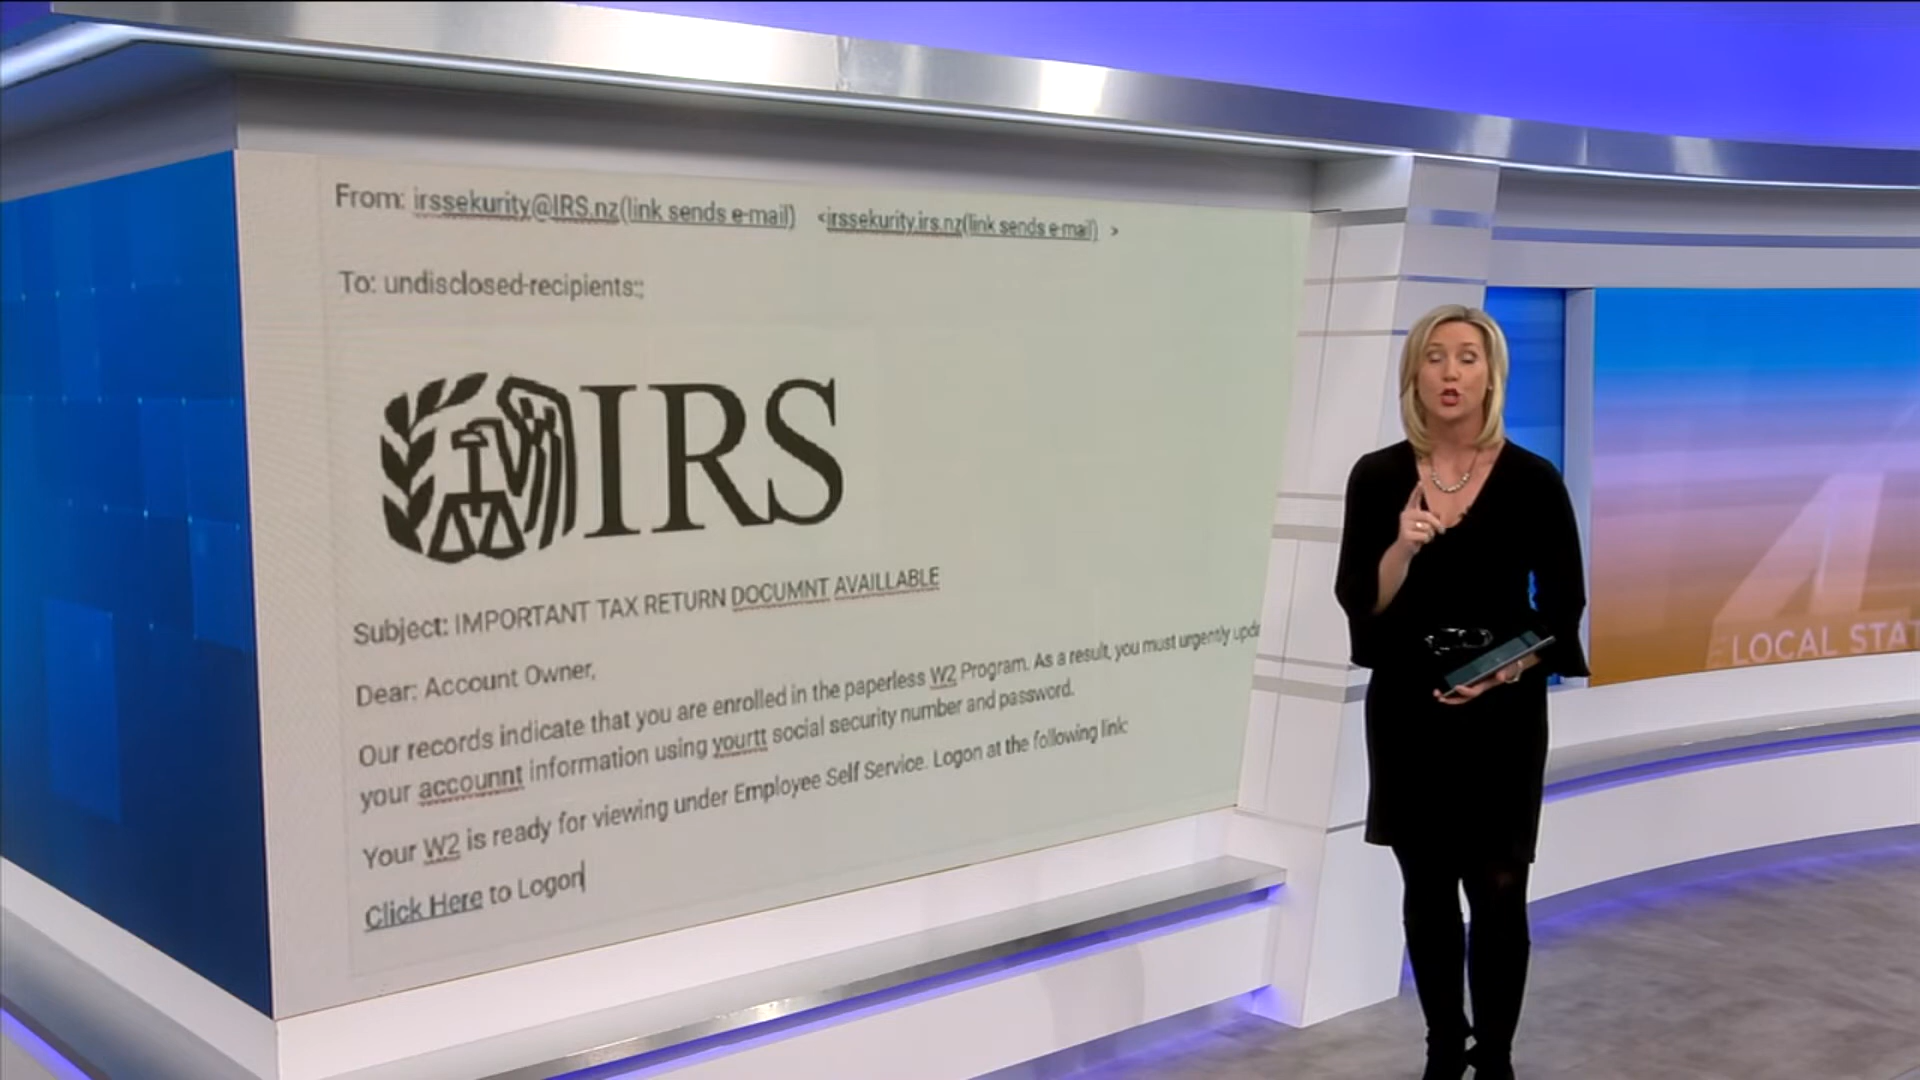 From: irssekurity@IRS.nz(link sends e-mail) <irssekurity.irs.nz(link sends e-mail) >
To: undisclosed-recipients:;
IRS
Subject: IMPORTANT TAX RETURN DOCUMNT AVAILLABLE
Dear: Account Owner,
Our records indicate that you are enrolled in the paperless W2 Program. As a result, you must urgently upda
your accounnt information using yourtt social security number and password.
Your W2 is ready for viewing under Employee Self Service. Logon at the following link:
Click Here to Logon
4
LOCAL STAT